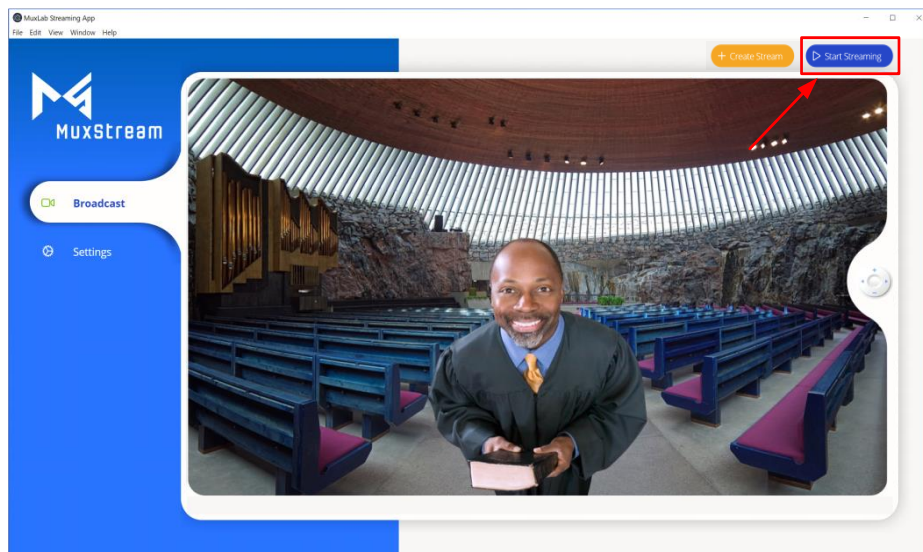 MuxLab Streaming App
File Edit View Window Help
+ Create Stream
Start Streaming
MuxStream
Broadcast
Settings